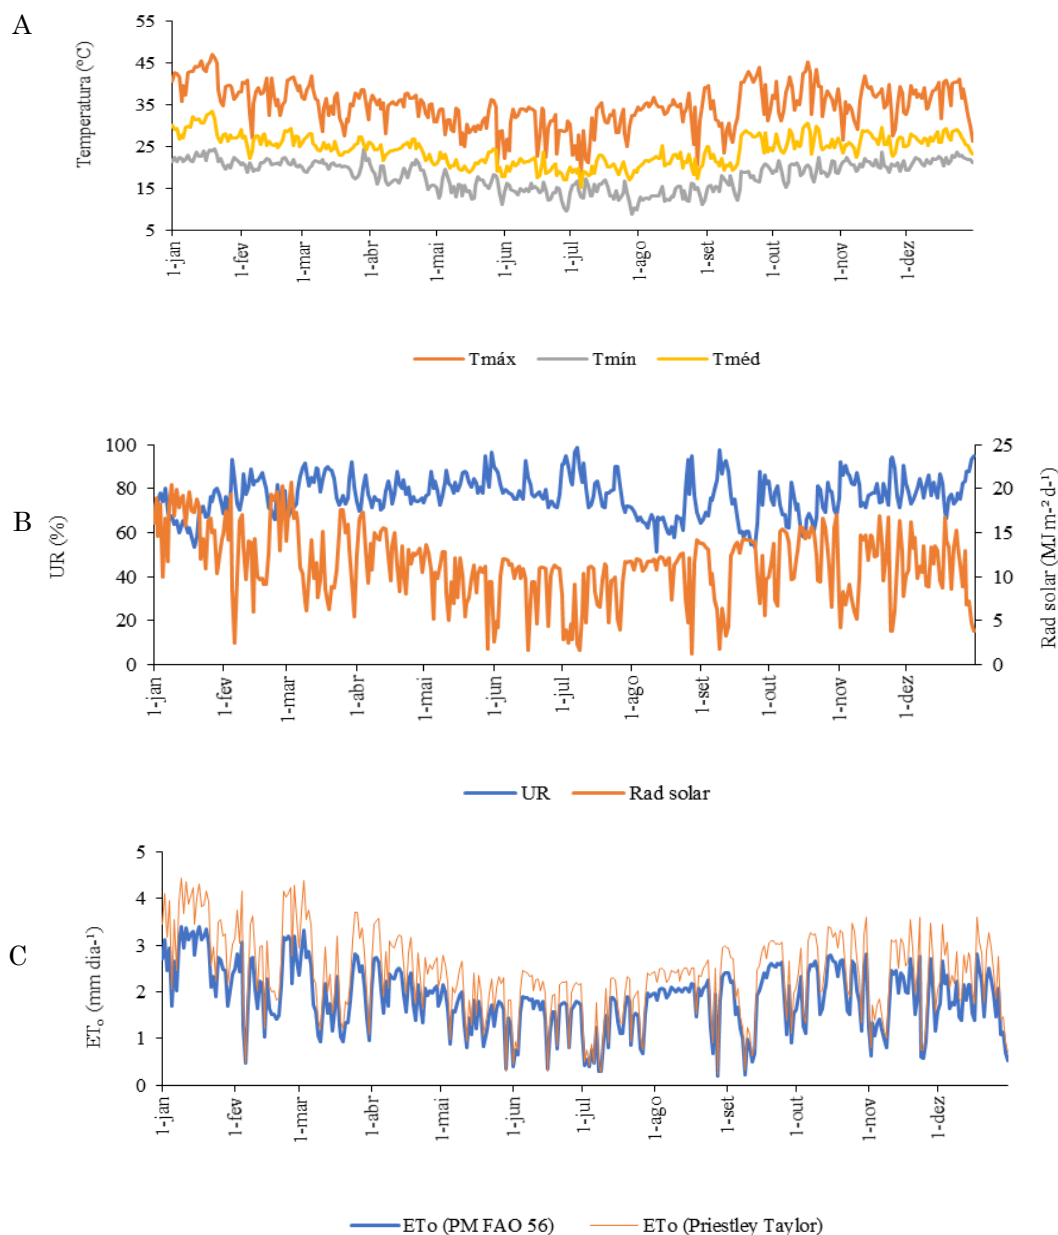 A
Temperatura (°C)
55
45
35
25
15
5
1-jan
1-fev
1-mar
1-abr
1-mai
1-jun
1-jul
1-ago
1-set
1-out
1-nov
1-dez
Tmáx Tmín Tméd
B
UR (%)
100
80
60
40
20
0
25
20
15
10
5
0
Rad solar (MJ m-² d-¹)
1-jan
1-fev
1-mar
1-abr
1-mai
1-jun
1-jul
1-ago
1-set
1-out
1-nov
1-dez
UR Rad solar
C
ETₒ (mm dia-¹)
5
4
3
2
1
0
1-jan
1-fev
1-mar
1-abr
1-mai
1-jun
1-jul
1-ago
1-set
1-out
1-nov
1-dez
ETo (PM FAO 56) ETo (Priestley Taylor)